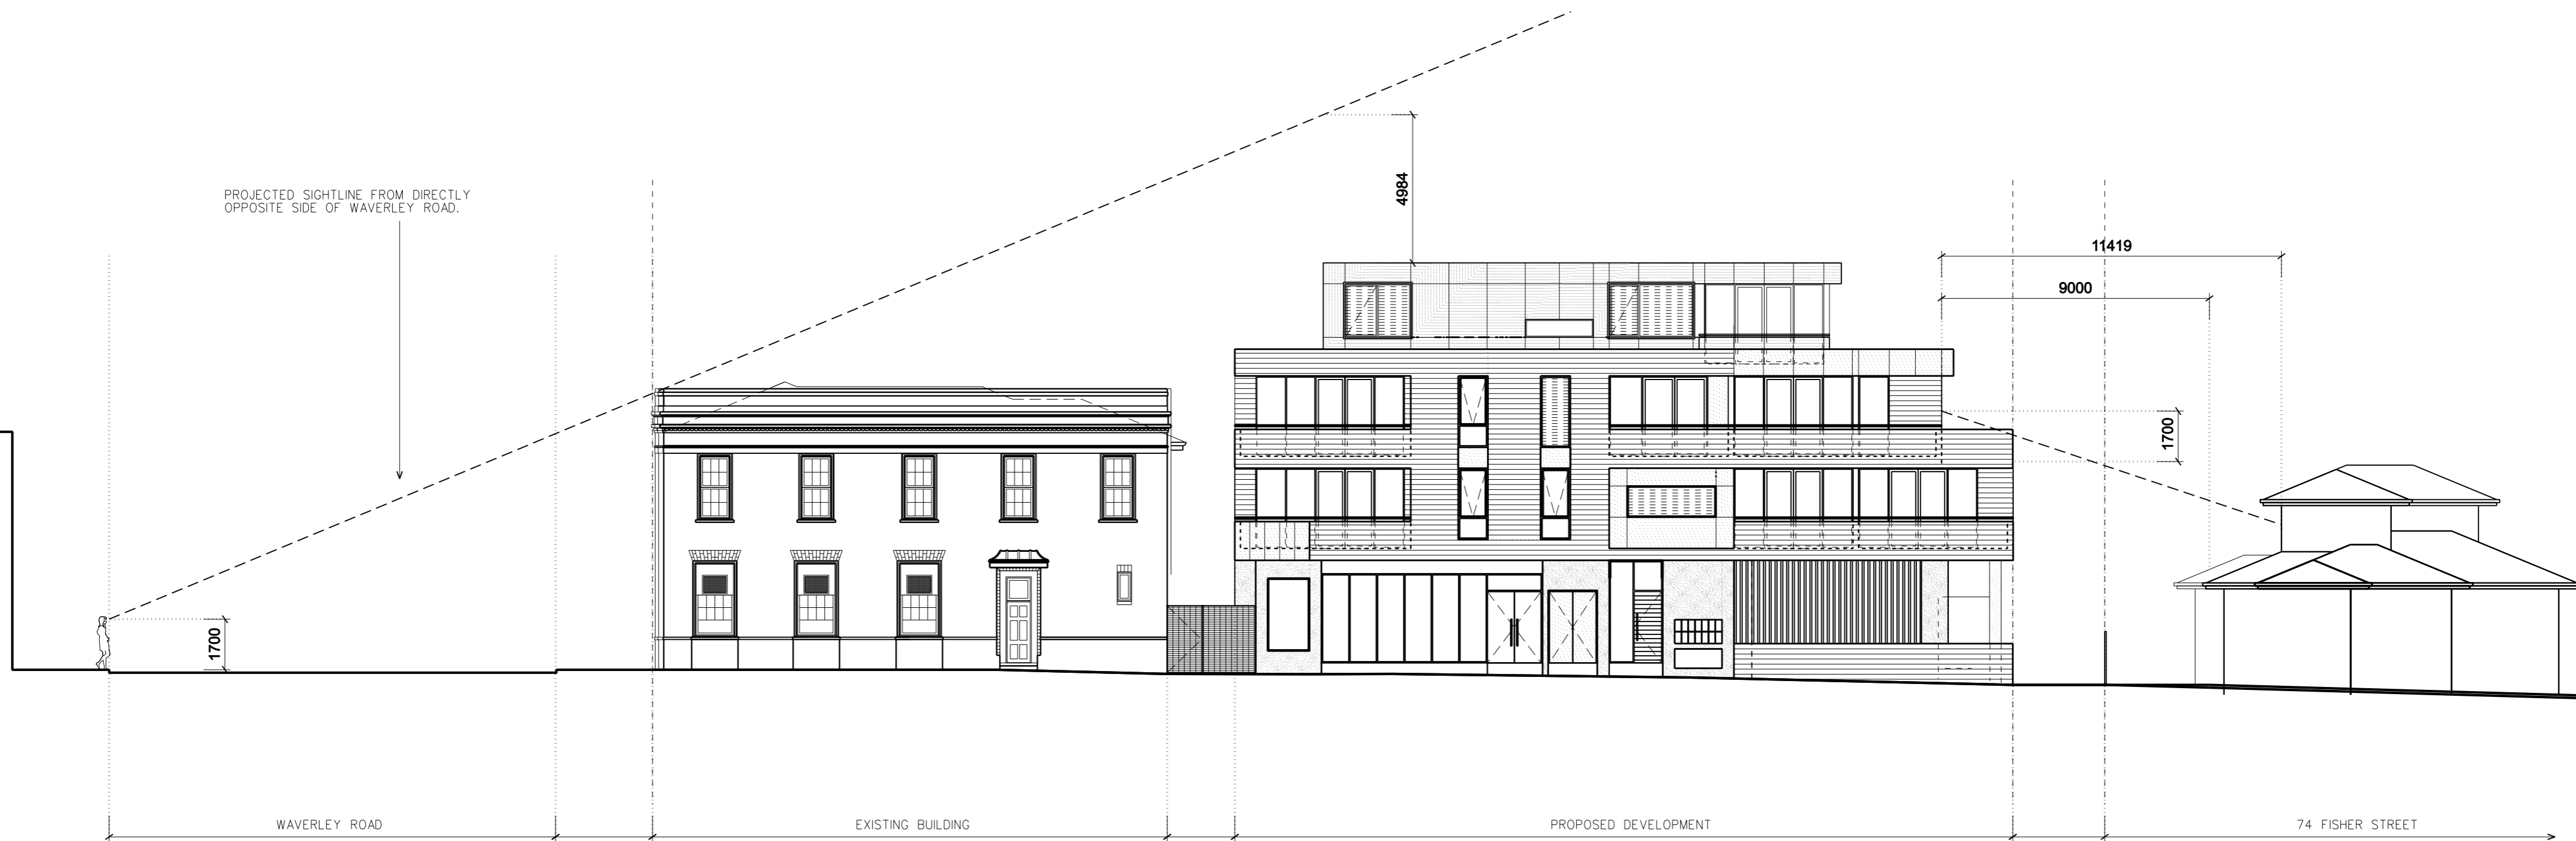 PROJECTED SIGHTLINE FROM DIRECTLY
OPPOSITE SIDE OF WAVERLEY ROAD.
4984
11419
9000
1700
1700
WAVERLEY ROAD
EXISTING BUILDING
PROPOSED DEVELOPMENT
74 FISHER STREET